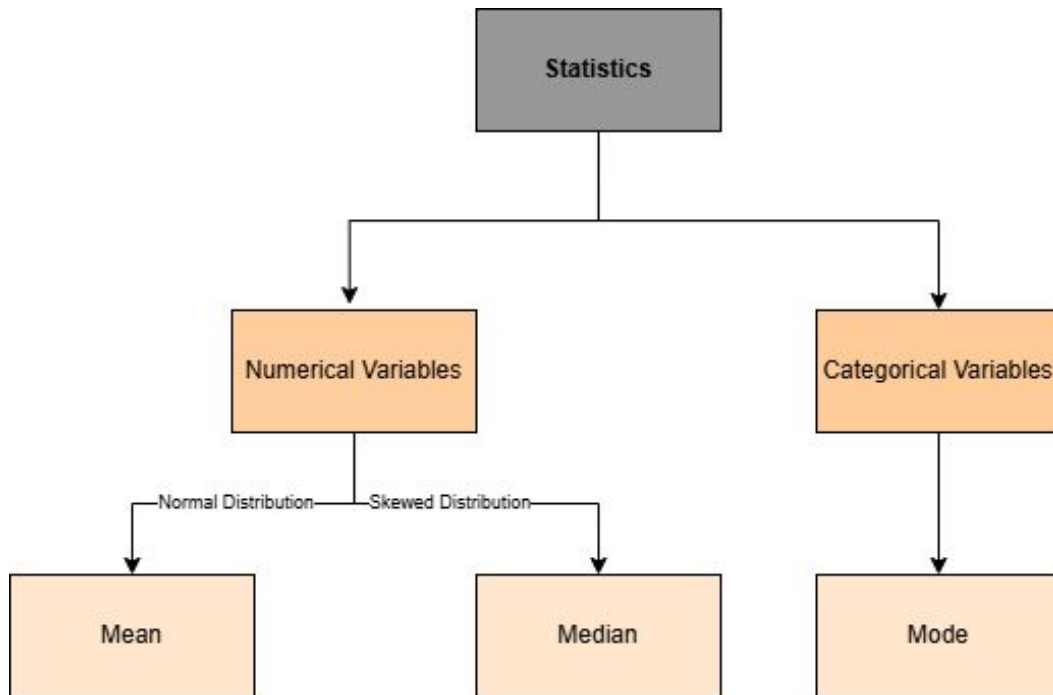 Statistics
Numerical Variables
Categorical Variables
Normal Distribution
Skewed Distribution
Mean
Median
Mode